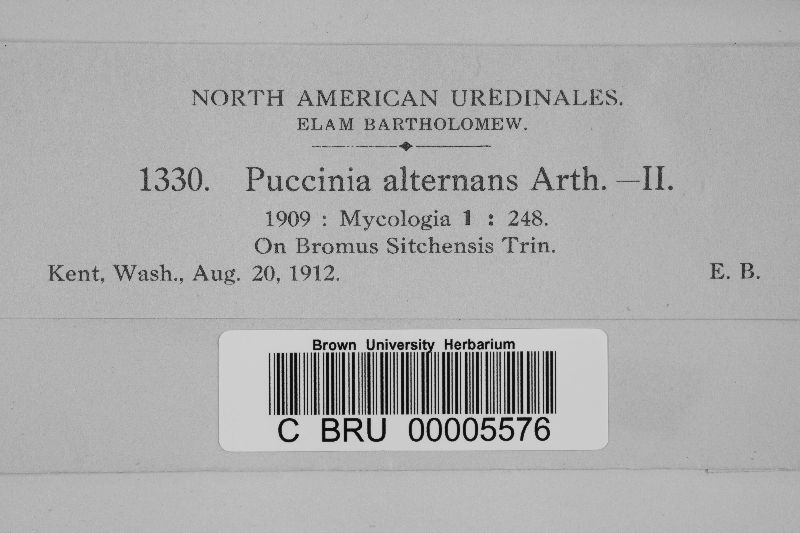 NORTH AMERICAN UREDINALES.
ELAM BARTHOLOMEW.
1330. Puccinia alternans Arth. —II.
1909 : Mycologia 1 : 248.
On Bromus Sitchensis Trin.
Kent, Wash., Aug. 20, 1912. E. B.
Brown University Herbarium
C BRU 00005576